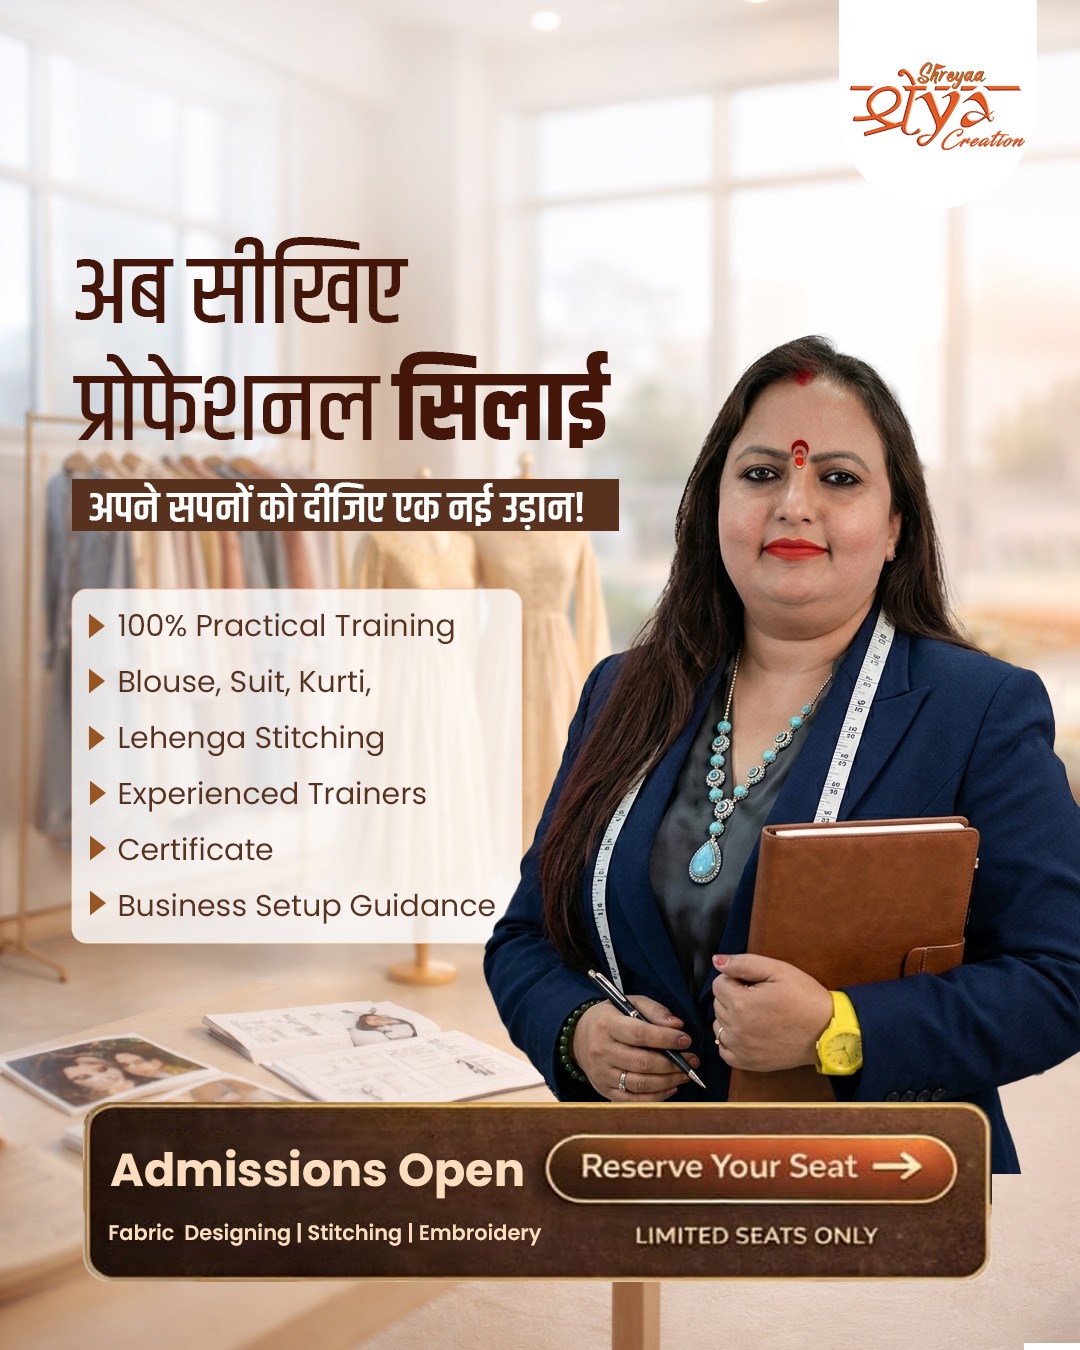 Shreyaa
श्रेया
Creation
अब सीखिए
प्रोफेशनल सिलाई
अपने सपनों को दीजिए एक नई उड़ान!
100% Practical Training
Blouse, Suit, Kurti,
Lehenga Stitching
Experienced Trainers
Certificate
Business Setup Guidance
Admissions Open
Reserve Your Seat →
Fabric Designing | Stitching | Embroidery
LIMITED SEATS ONLY